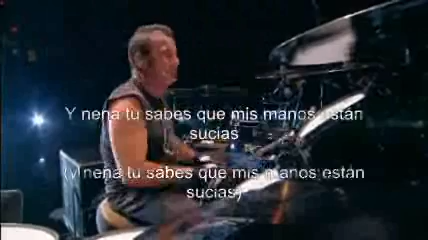 Y nena tu sabes que mis manos están
sucias
(y nena tu sabes que mis manos están
sucias)